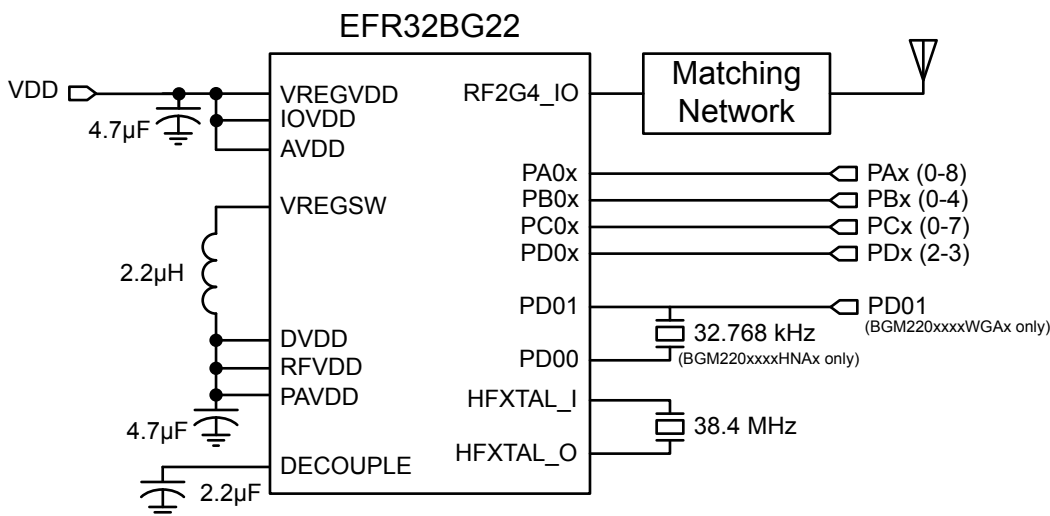 EFR32BG22
VDD
4.7µF
VREGVDD
IOVDD
AVDD
VREGSW
2.2µH
DVDD
RFVDD
PAVDD
4.7µF
DECOUPLE
2.2µF
RF2G4_IO
Matching
Network
PA0x
PAx (0-8)
PB0x
PBx (0-4)
PC0x
PCx (0-7)
PD0x
PDx (2-3)
PD01
PD01
(BGM220xxxxWGAx only)
32.768 kHz
(BGM220xxxxHNAx only)
PD00
HFXTAL_I
38.4 MHz
HFXTAL_O